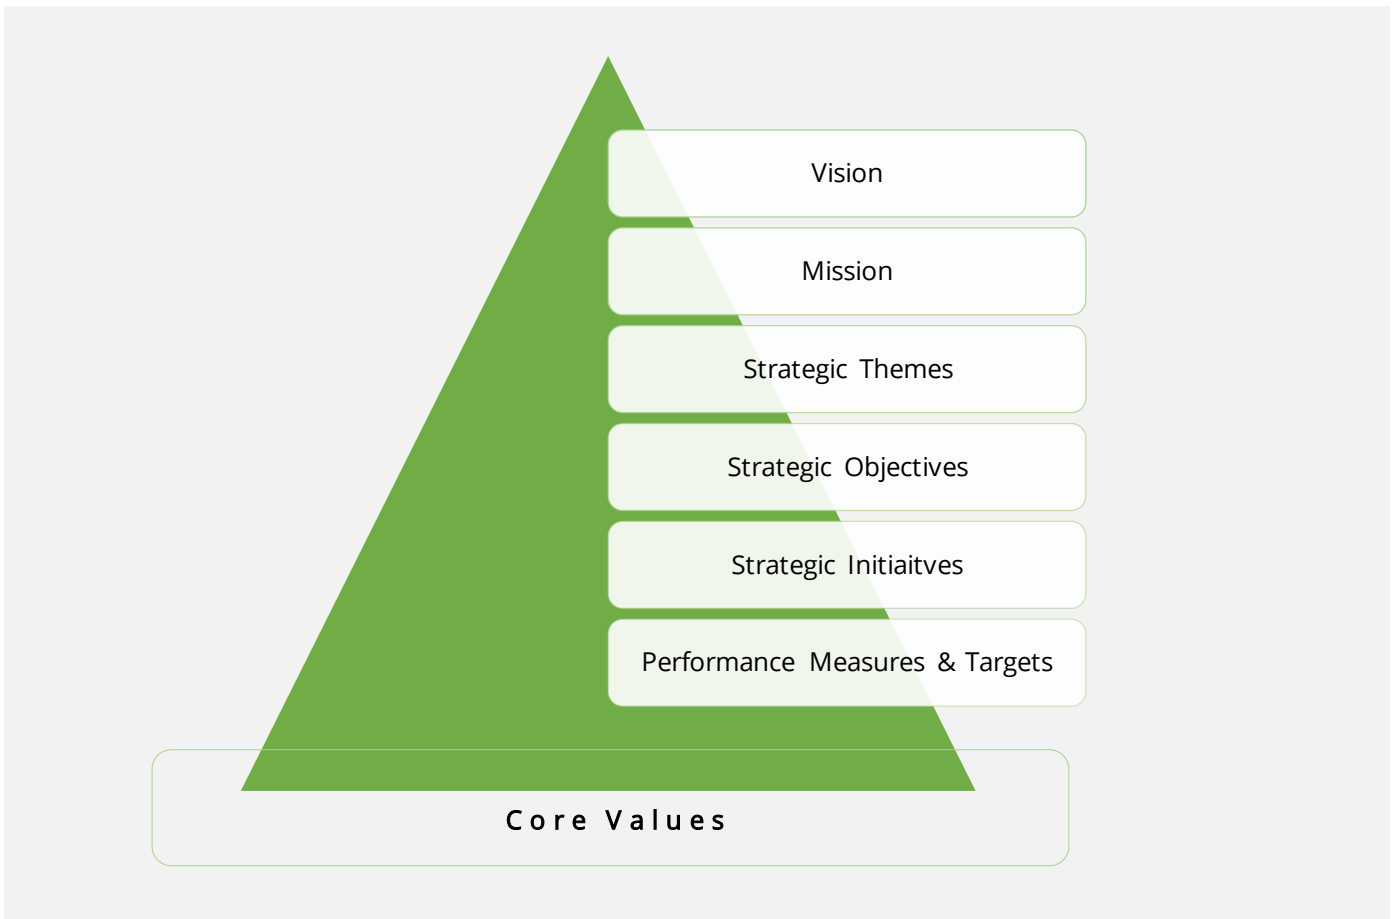 Vision
Mission
Strategic Themes
Strategic Objectives
Strategic Initiaitves
Performance Measures & Targets
Core Values